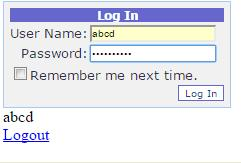 Log In
User Name: abcd
Password: ••••••••••
Remember me next time.
Log In
abcd
Logout